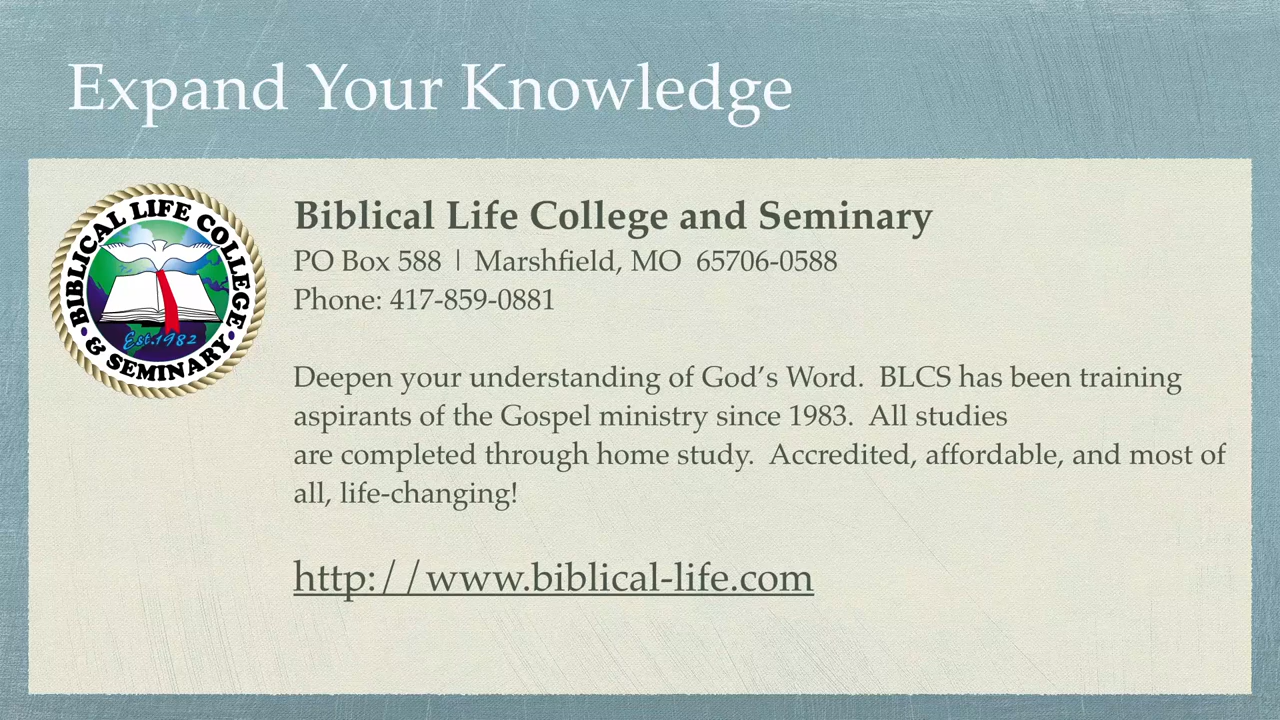 Expand Your Knowledge
BIBLICAL LIFE COLLEGE
& SEMINARY
Est.1982
Biblical Life College and Seminary
PO Box 588 | Marshfield, MO  65706-0588
Phone: 417-859-0881
Deepen your understanding of God’s Word.  BLCS has been training
aspirants of the Gospel ministry since 1983.  All studies
are completed through home study.  Accredited, affordable, and most of
all, life-changing!
http://www.biblical-life.com